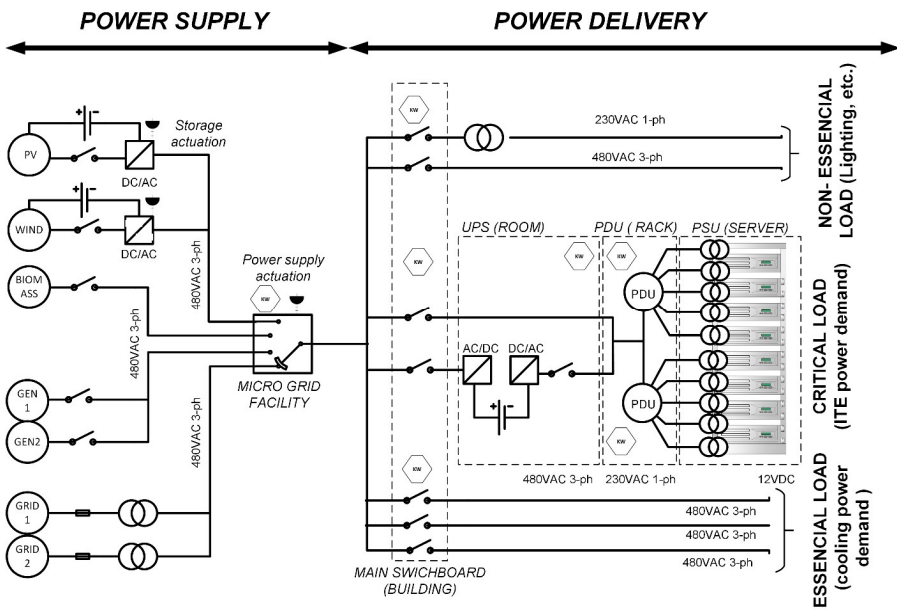 POWER SUPPLY
POWER DELIVERY
KW
Storage
actuation
PV
DC/AC
WIND
DC/AC
BIOM
ASS
480VAC 3-ph
480VAC 3-ph
480VAC 3-ph
Power supply
actuation
KW
MICRO GRID
FACILITY
GEN
1
GEN2
GRID
1
GRID
2
230VAC 1-ph
480VAC 3-ph
NON- ESSENCIAL
LOAD (Lighting, etc.)
UPS (ROOM)
PDU ( RACK)
PSU (SERVER)
KW
KW
KW
PDU
AC/DC
DC/AC
PDU
KW
CRITICAL LOAD
(ITE power demand)
KW
480VAC 3-ph
230VAC 1-ph
12VDC
480VAC 3-ph
480VAC 3-ph
480VAC 3-ph
MAIN SWICHBOARD
(BUILDING)
ESSENCIAL LOAD
(cooling power
demand )